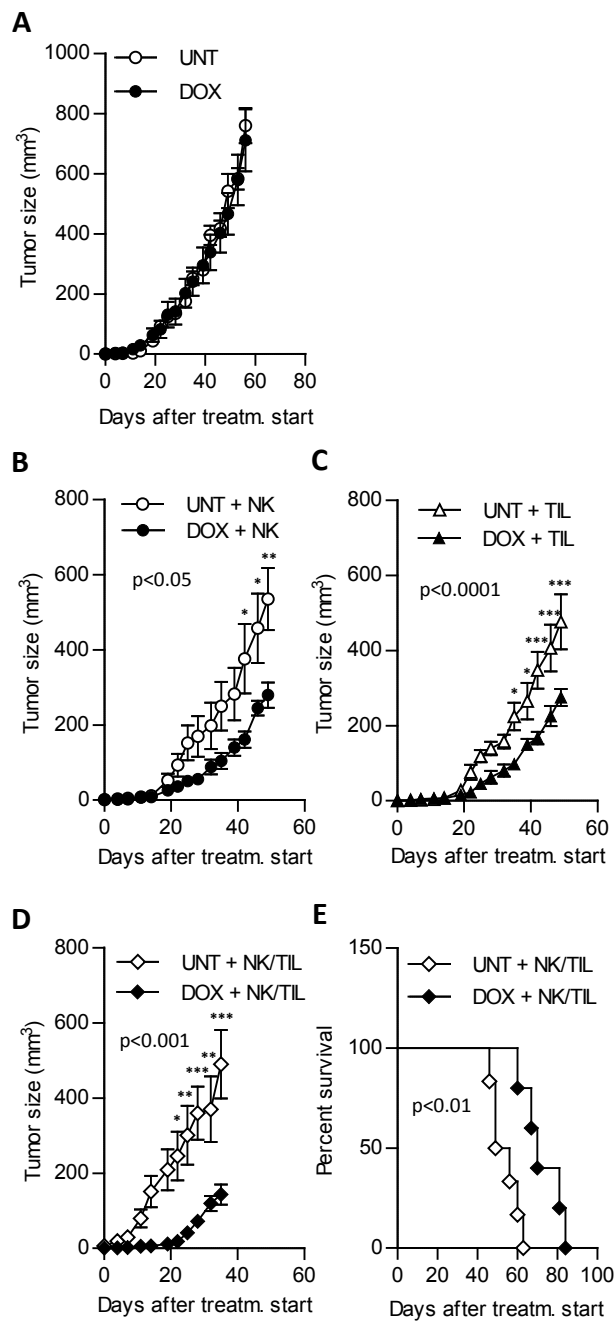 A
UNT
DOX
1000
800
600
400
200
0
Tumor size (mm³)
0 20 40 60 80
Days after treatm. start
B
UNT + NK
DOX + NK
p<0.05
* * **
800
600
400
200
0
Tumor size (mm³)
0 20 40 60
Days after treatm. start
C
UNT + TIL
DOX + TIL
p<0.0001
* * *** *** ***
800
600
400
200
0
Tumor size (mm³)
0 20 40 60
Days after treatm. start
D
UNT + NK/TIL
DOX + NK/TIL
p<0.001
* ** *** ** ***
800
600
400
200
0
Tumor size (mm³)
0 20 40 60
Days after treatm. start
E
UNT + NK/TIL
DOX + NK/TIL
p<0.01
150
100
50
0
Percent survival
0 20 40 60 80 100
Days after treatm. start